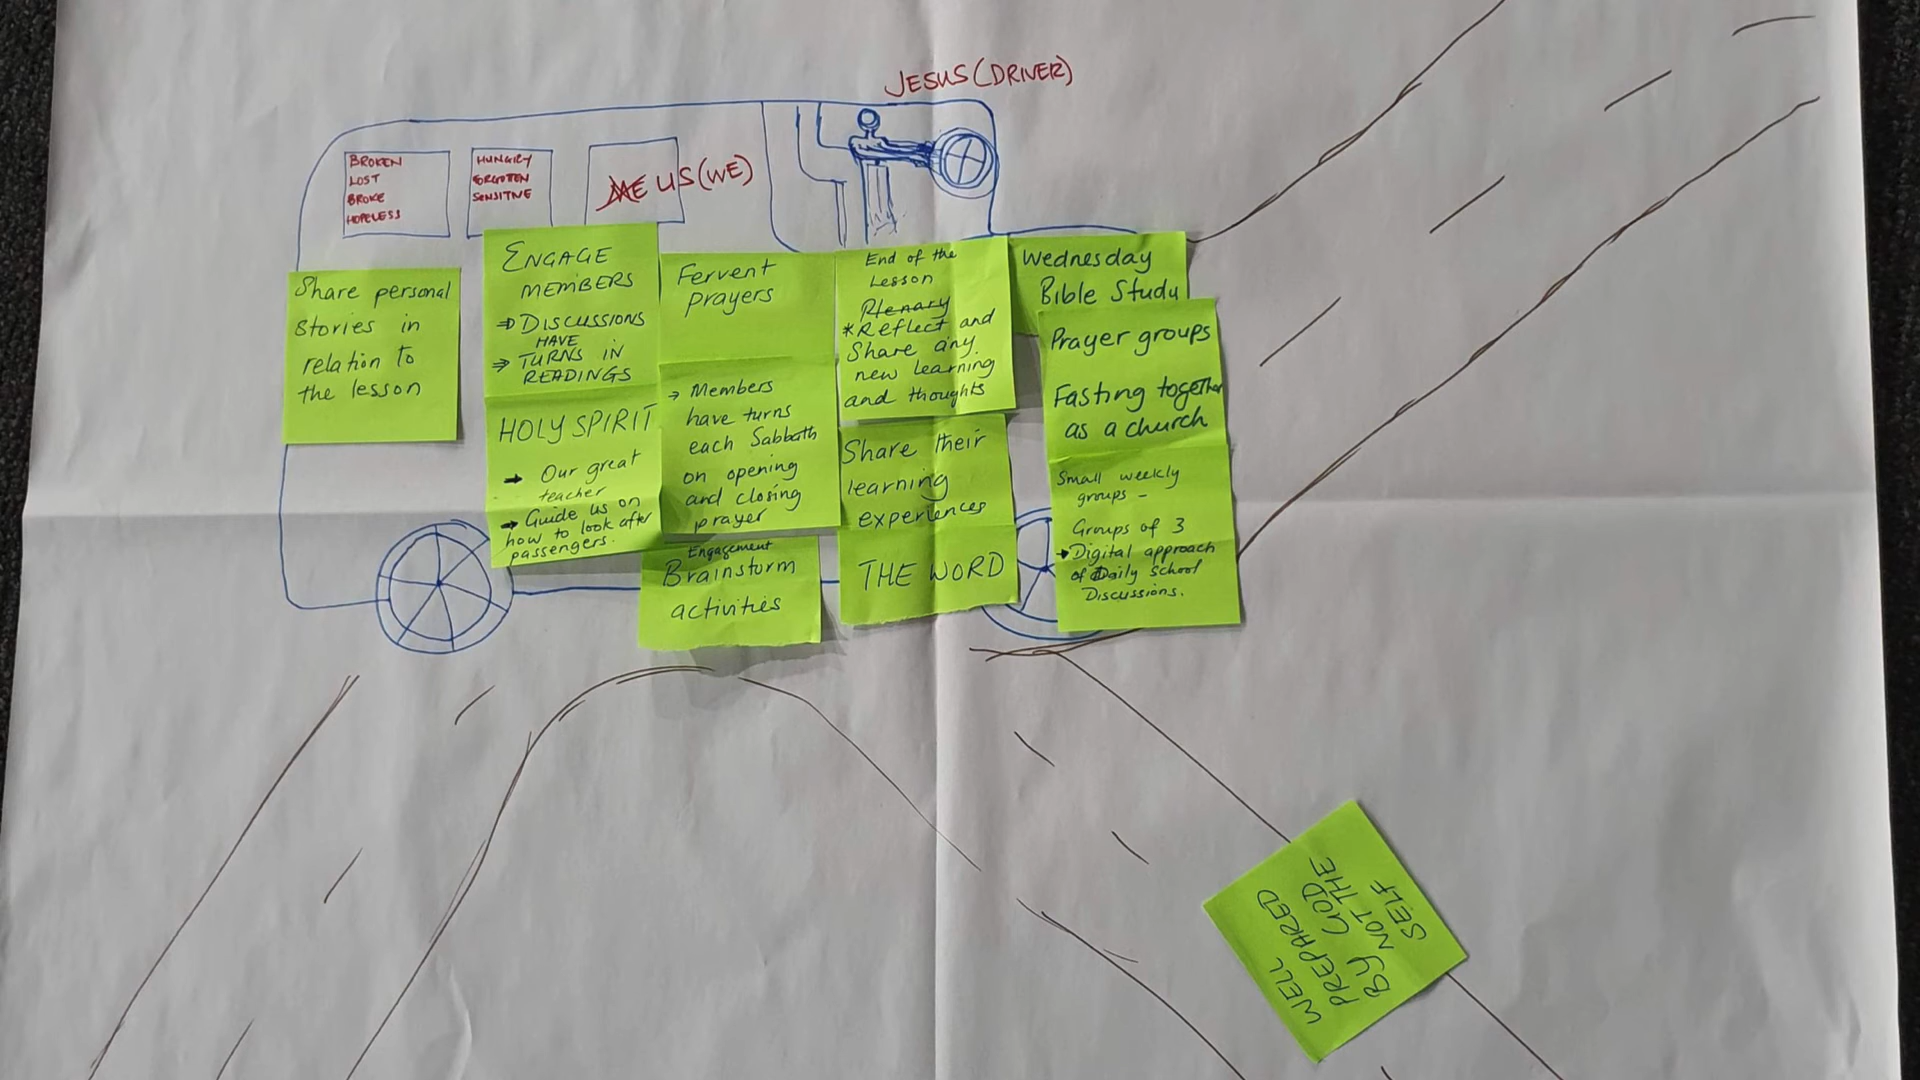 JESUS (DRIVER)
BROKEN
LOST
BROKE
HOPELESS
HUNGRY
FORGOTEN
SENSITIVE
ME US (WE)
Share personal
stories in
relation to
the lesson
ENGAGE
MEMBERS
⇒ DISCUSSIONS
HAVE
⇒ TURNS IN
READINGS
HOLY SPIRIT
→ Our great
teacher
→ Guide us on
how to look after
passengers.
Fervent
prayers
→ Members
have turns
each Sabbath
on opening
and closing
prayer
Engagement
Brainstorm
activities
End of the
Lesson
Plenary
*Reflect and
Share any
new learning
and thoughts
Share their
learning
experiences
THE WORD
Wednesday
Bible Study
Prayer groups
Fasting together
as a church
Small weekly
groups -
Groups of 3
→ Digital approach
of Daily School
Discussions.
WELL
PREPARED
BY GOD
NOT THE
SELF